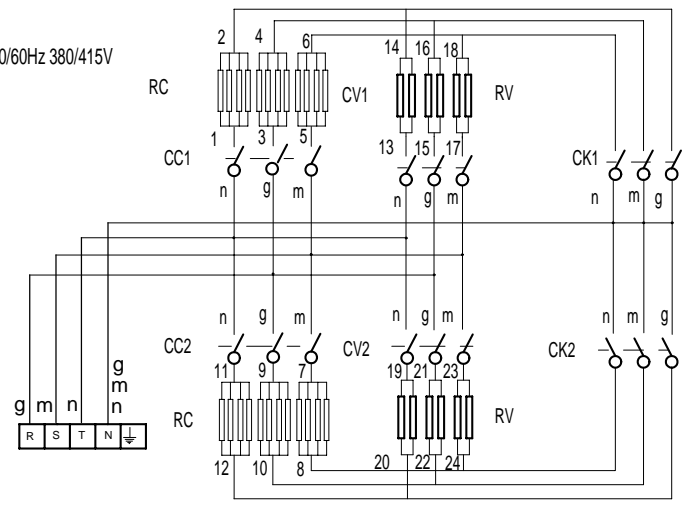 2 4 6 14 16 18
0/60Hz 380/415V
RC CV1 RV
1 3 5 13 15 17
CC1 CK1
n g m n g m n m g
n g m n g m n m g
CC2 CV2 CK2
11 9 7 19 21 23
g
m
g m n n
R S T N
RC RV
12 10 8 20 22 24